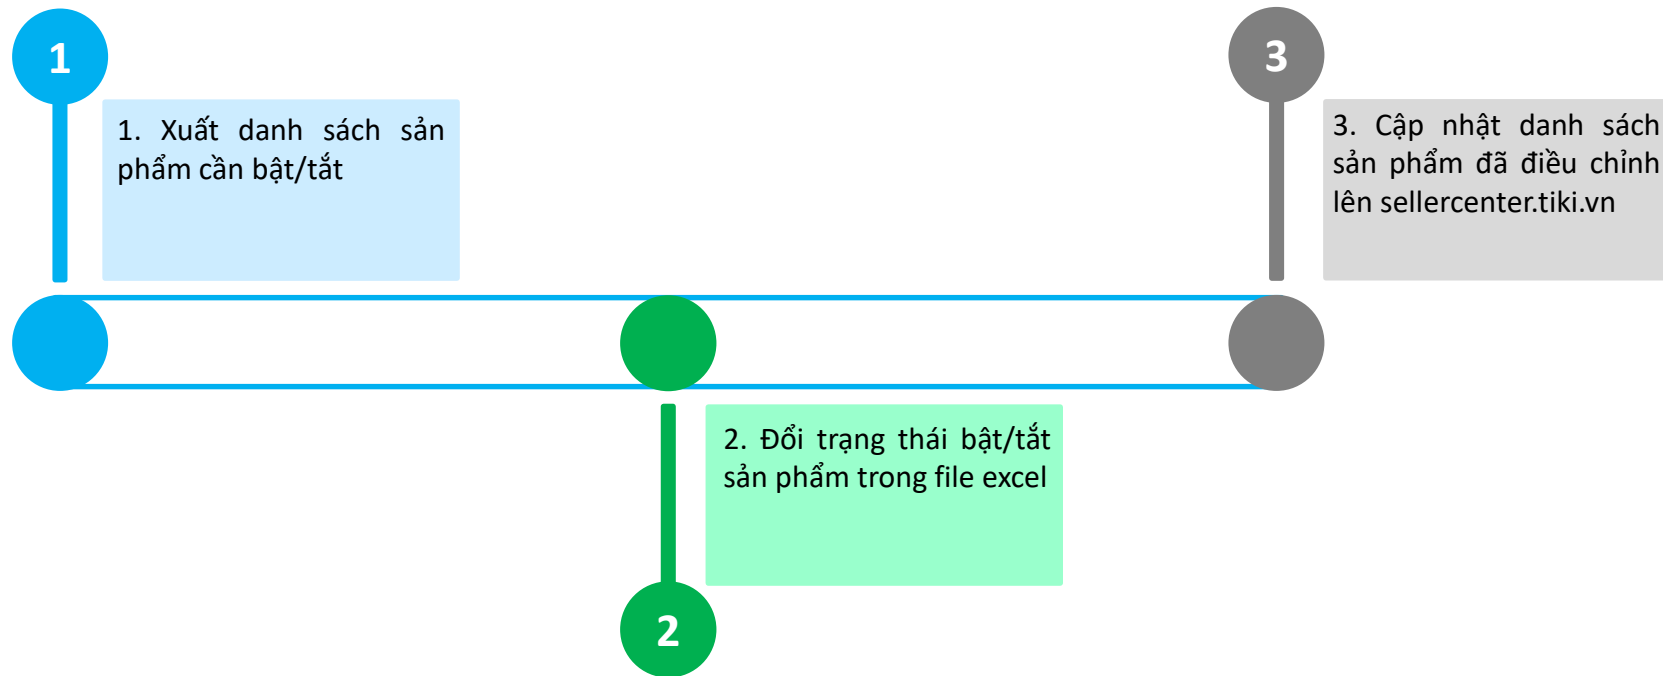 1
1. Xuất danh sách sản
phẩm cần bật/tắt
2. Đổi trạng thái bật/tắt
sản phẩm trong file excel
2
3
3. Cập nhật danh sách
sản phẩm đã điều chỉnh
lên sellercenter.tiki.vn